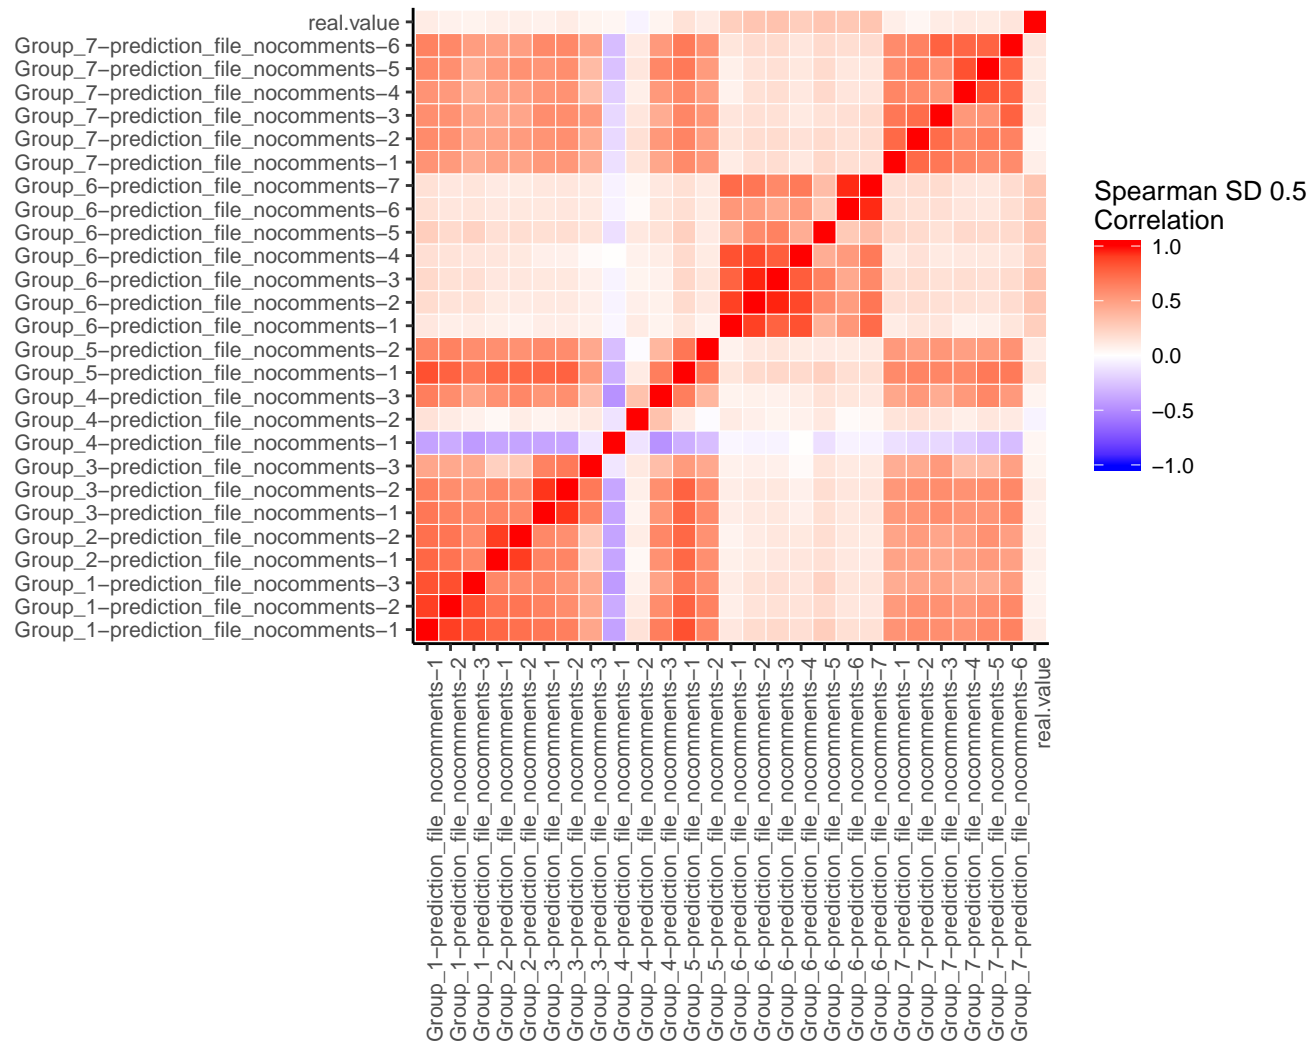 real.value
Group_7−prediction_file_nocomments−6
Group_7−prediction_file_nocomments−5
Group_7−prediction_file_nocomments−4
Group_7−prediction_file_nocomments−3
Group_7−prediction_file_nocomments−2
Group_7−prediction_file_nocomments−1
Group_6−prediction_file_nocomments−7
Group_6−prediction_file_nocomments−6
Group_6−prediction_file_nocomments−5
Group_6−prediction_file_nocomments−4
Group_6−prediction_file_nocomments−3
Group_6−prediction_file_nocomments−2
Group_6−prediction_file_nocomments−1
Group_5−prediction_file_nocomments−2
Group_5−prediction_file_nocomments−1
Group_4−prediction_file_nocomments−3
Group_4−prediction_file_nocomments−2
Group_4−prediction_file_nocomments−1
Group_3−prediction_file_nocomments−3
Group_3−prediction_file_nocomments−2
Group_3−prediction_file_nocomments−1
Group_2−prediction_file_nocomments−2
Group_2−prediction_file_nocomments−1
Group_1−prediction_file_nocomments−3
Group_1−prediction_file_nocomments−2
Group_1−prediction_file_nocomments−1
Group_1−prediction_file_nocomments−1
Group_1−prediction_file_nocomments−2
Group_1−prediction_file_nocomments−3
Group_2−prediction_file_nocomments−1
Group_2−prediction_file_nocomments−2
Group_3−prediction_file_nocomments−1
Group_3−prediction_file_nocomments−2
Group_3−prediction_file_nocomments−3
Group_4−prediction_file_nocomments−1
Group_4−prediction_file_nocomments−2
Group_4−prediction_file_nocomments−3
Group_5−prediction_file_nocomments−1
Group_5−prediction_file_nocomments−2
Group_6−prediction_file_nocomments−1
Group_6−prediction_file_nocomments−2
Group_6−prediction_file_nocomments−3
Group_6−prediction_file_nocomments−4
Group_6−prediction_file_nocomments−5
Group_6−prediction_file_nocomments−6
Group_6−prediction_file_nocomments−7
Group_7−prediction_file_nocomments−1
Group_7−prediction_file_nocomments−2
Group_7−prediction_file_nocomments−3
Group_7−prediction_file_nocomments−4
Group_7−prediction_file_nocomments−5
Group_7−prediction_file_nocomments−6
real.value
Spearman SD 0.5
Correlation
1.0
0.5
0.0
−0.5
−1.0